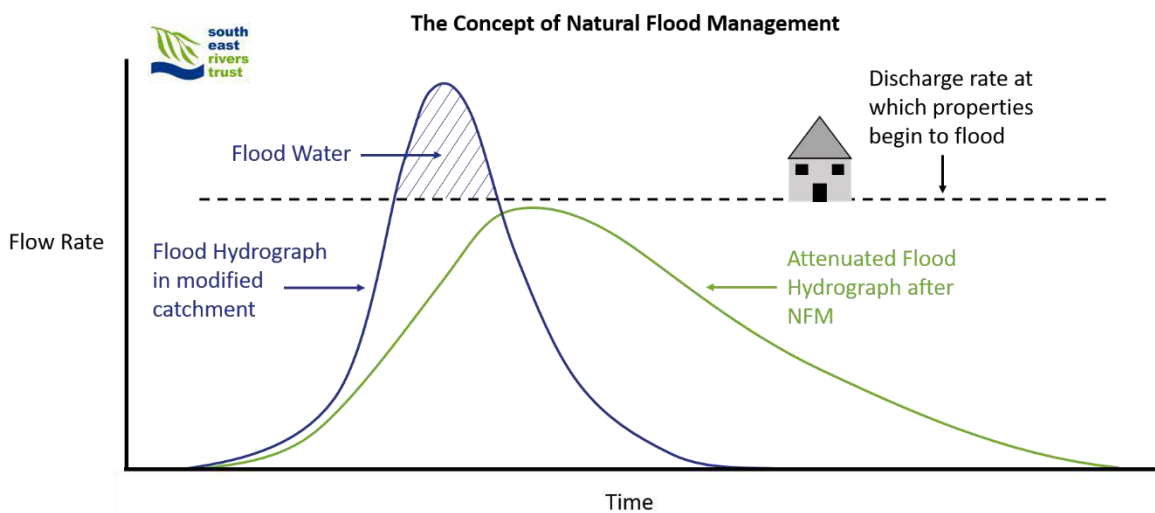 The Concept of Natural Flood Management
south
east
rivers
trust
Discharge rate at
which properties
begin to flood
Flood Water
Flow Rate
Flood Hydrograph
in modified
catchment
Attenuated Flood
Hydrograph after
NFM
Time